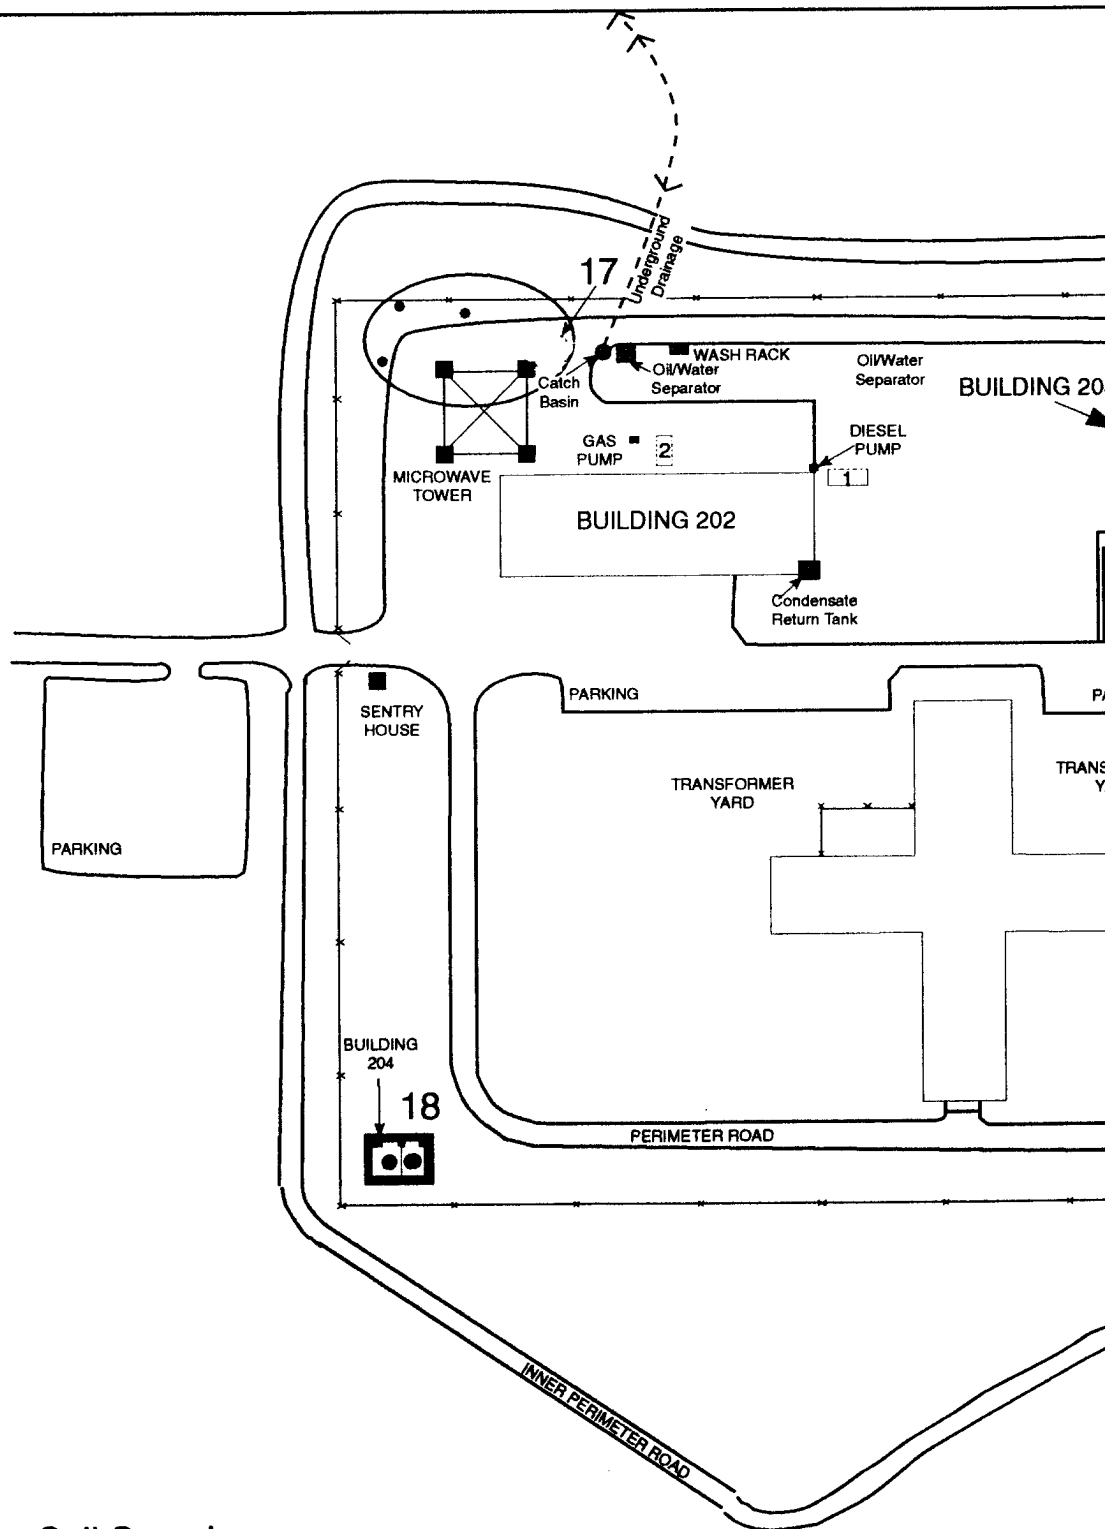 Underground
Drainage
17
WASH RACK
Oil/Water
Separator
Oil/Water
Separator
Catch
Basin
BUILDING 20
DIESEL
PUMP
GAS
PUMP
2
1
MICROWAVE
TOWER
BUILDING 202
Condensate
Return Tank
PARKING
SENTRY
HOUSE
TRANSFORMER
YARD
PARKING
BUILDING
204
18
PERIMETER ROAD
INNER PERIMETER ROAD